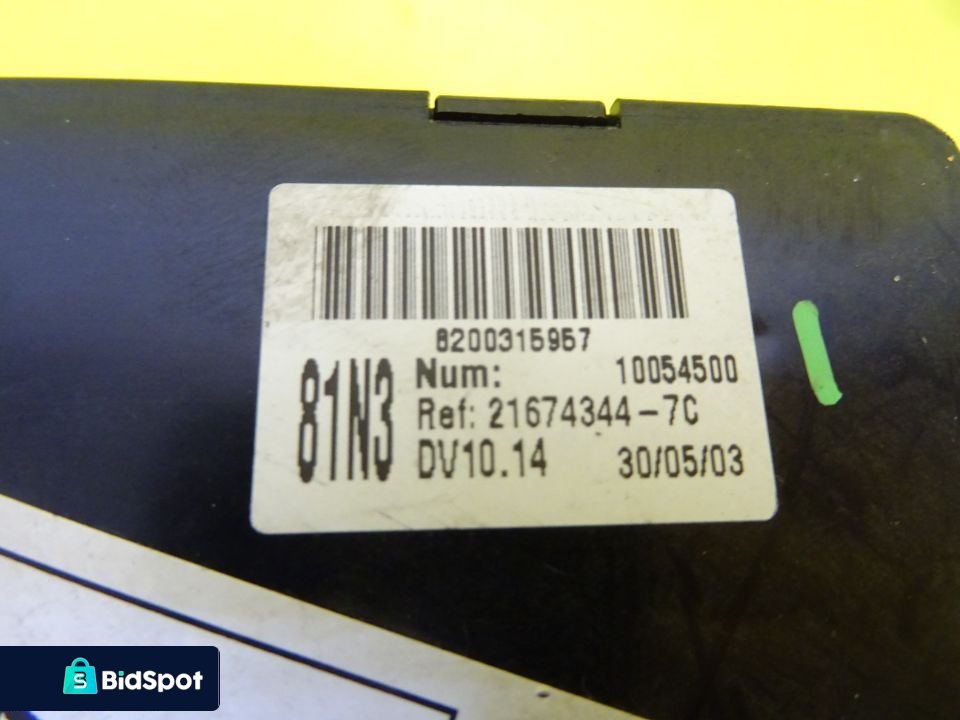 8200315957
81N3
Num: 10054500
Ref: 21674344-7C
DV10.14 30/05/03
BidSpot